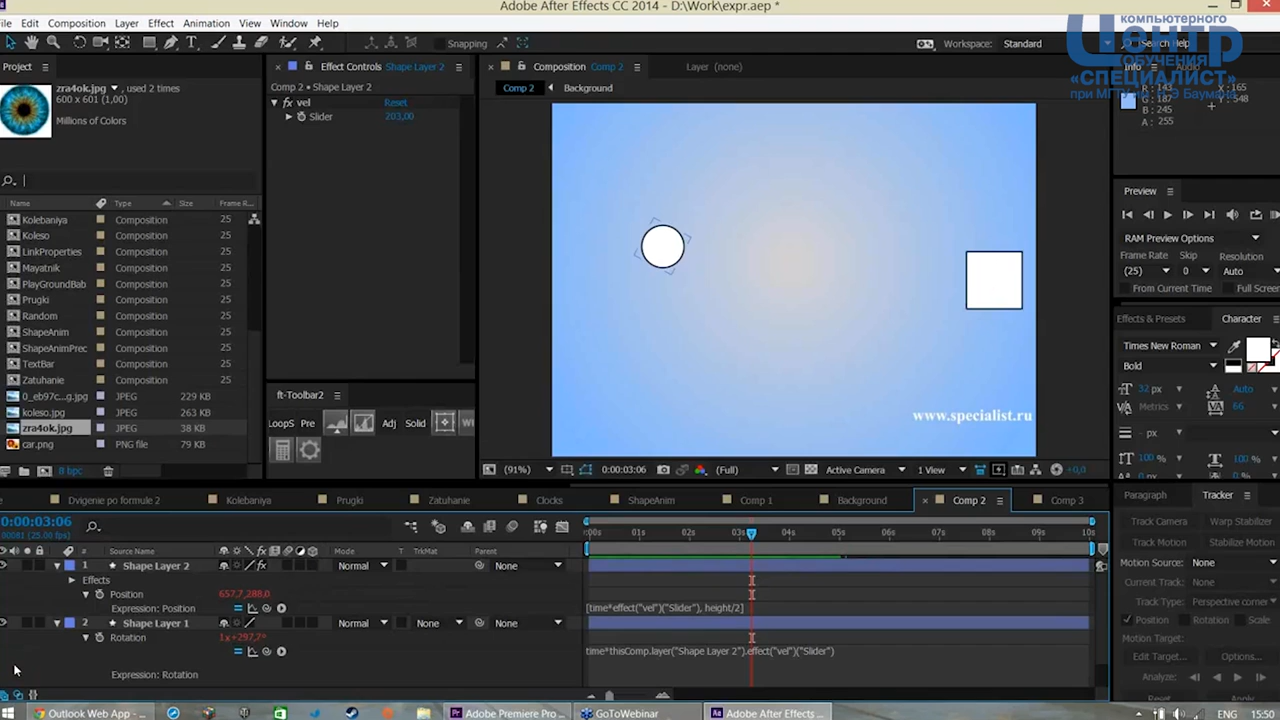 Adobe After Effects CC 2014 - D:\Work\expr.aep *
File Edit Composition Layer Effect Animation View Window Help
Snapping
Workspace: Standard
Search Help
компьютерного
Центр
ОБУЧЕНИЯ
«СПЕЦИАЛИСТ»
при МГТУ им. Н.Э.Баумана
Project
zra4ok.jpg , used 2 times
600 x 601 (1,00)
Millions of Colors
Name Type Size Frame R...
Kolebaniya Composition 25
Koleso Composition 25
LinkProperties Composition 25
Mayatnik Composition 25
PlayGroundBab Composition 25
Prugki Composition 25
Random Composition 25
ShapeAnim Composition 25
ShapeAnimPrec Composition 25
TextBar Composition 25
Zatuhanie Composition 25
0_eb97c...g.jpg JPEG 229 KB
koleso.jpg JPEG 263 KB
zra4ok.jpg JPEG 38 KB
car.png PNG file 79 KB
8 bpc
Effect Controls Shape Layer 2
Comp 2 • Shape Layer 2
fx vel Reset
Slider 203,00
ft-Toolbar2
LoopS Pre Adj Solid
Composition Comp 2 Layer (none)
Comp 2 Background
www.specialist.ru
(91%) 0:00:03:06 (Full) Active Camera 1 View +0,0
Info Audio
R : 143
G : 187
B : 245
A : 255
X : 165
Y : 548
Preview
RAM Preview Options
Frame Rate Skip Resolution
(25) 0 Auto
From Current Time Full Screen
Effects & Presets Character
Times New Roman
Bold
32 px Auto
Metrics 66
- px
100 % 100 %
Paragraph Tracker
Track Camera Warp Stabilizer
Track Motion Stabilize Motion
Motion Source: None
Current Track: None
Track Type: Perspective corner
Position Rotation Scale
Motion Target:
Edit Target... Options...
Analyze:
Reset Apply
Dvigenie po formule 2 Kolebaniya Prugki Zatuhanie Clocks ShapeAnim Comp 1 Background Comp 2 Comp 3
0:00:03:06
00081 (25.00 fps)
# Source Name Mode T TrkMat Parent
:00s 01s 02s 03s 04s 05s 06s 07s 08s 09s 10s
1 Shape Layer 2 Normal None
Effects
Position 657,7,288,0
Expression: Position
[time*effect("vel")("Slider"), height/2]
2 Shape Layer 1 Normal None None
Rotation 1x+297,7°
time*thisComp.layer("Shape Layer 2").effect("vel")("Slider")
Expression: Rotation
Outlook Web App - ... Adobe Premiere Pro ... GoToWebinar Adobe After Effects ... ENG 15:50